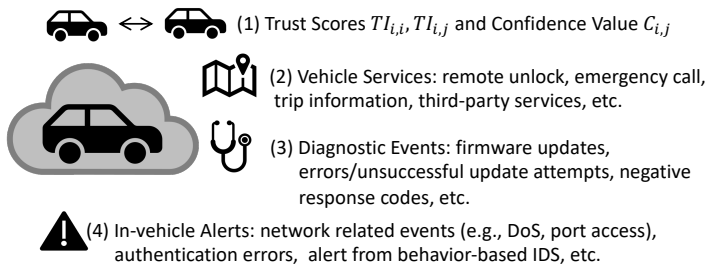 (1) Trust Scores TI_{i,i}, TI_{i,j} and Confidence Value C_{i,j}
(2) Vehicle Services: remote unlock, emergency call,
trip information, third-party services, etc.
(3) Diagnostic Events: firmware updates,
errors/unsuccessful update attempts, negative
response codes, etc.
(4) In-vehicle Alerts: network related events (e.g., DoS, port access),
authentication errors, alert from behavior-based IDS, etc.